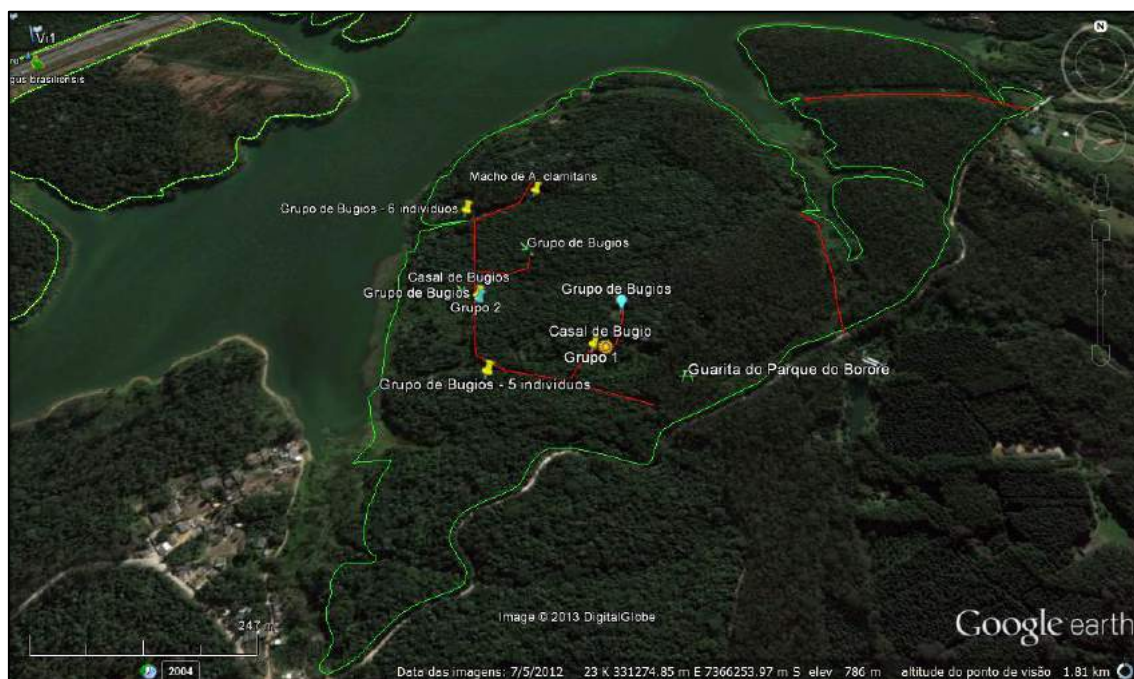 gus brasiliensis
N
Macho de A. clamitans
Grupo de Bugios - 6 indivíduos
Grupo de Bugios
Casal de Bugios
Grupo de Bugios
Grupo 2
Grupo de Bugios
Casal de Bugio
Grupo 1
Guarita do Parque do Bororé
Grupo de Bugios - 5 indivíduos
Image © 2013 DigitalGlobe
Google earth
247 m
2004
Data das imagens: 7/5/2012 23 K 331274.85 m E 7366253.97 m S elev 786 m altitude do ponto de visão 1.81 km